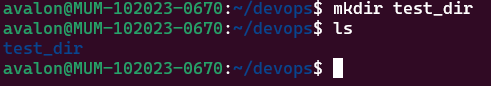 avalon@MUM-102023-0670:~/devops$ mkdir test_dir
avalon@MUM-102023-0670:~/devops$ ls
test_dir
avalon@MUM-102023-0670:~/devops$